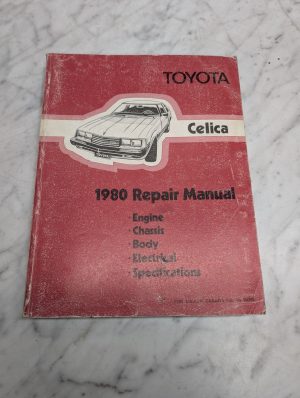 TOYOTA
Celica
1980 Repair Manual
· Engine
· Chassis
· Body
· Electrical
· Specifications